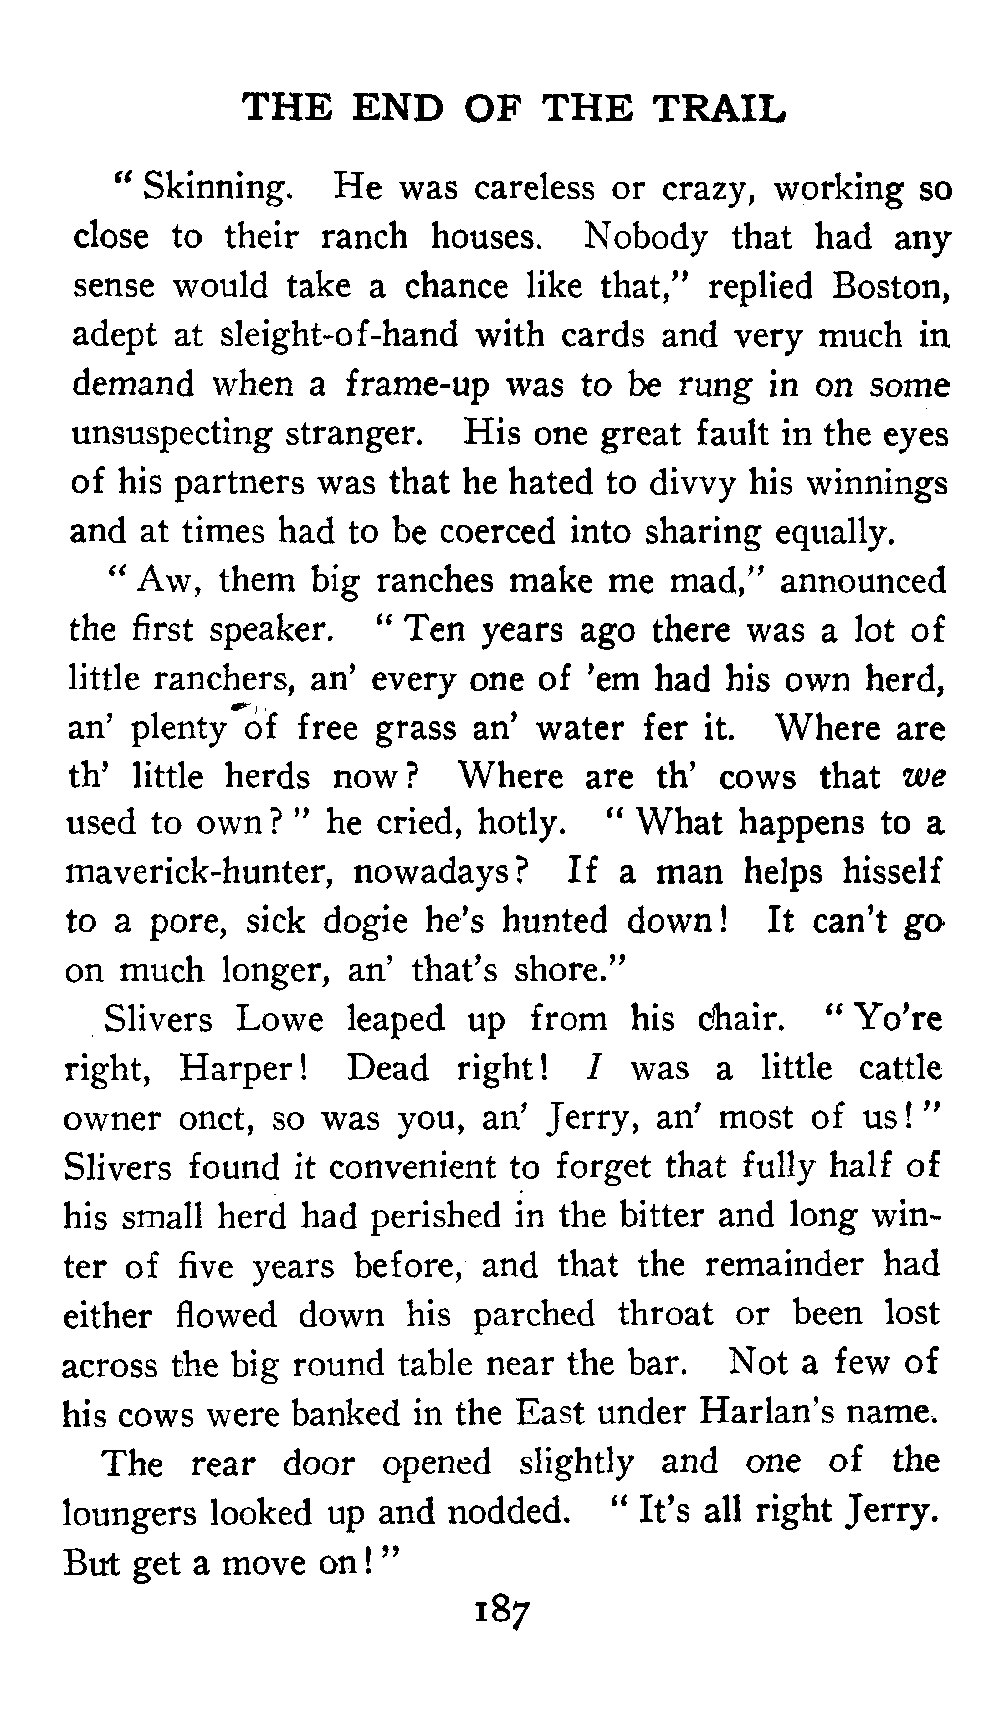 THE END OF THE TRAIL
" Skinning. He was careless or crazy, working so
close to their ranch houses. Nobody that had any
sense would take a chance like that," replied Boston,
adept at sleight-of-hand with cards and very much in
demand when a frame-up was to be rung in on some
unsuspecting stranger. His one great fault in the eyes
of his partners was that he hated to divvy his winnings
and at times had to be coerced into sharing equally.
" Aw, them big ranches make me mad," announced
the first speaker. " Ten years ago there was a lot of
little ranchers, an' every one of 'em had his own herd,
an' plenty of free grass an' water fer it. Where are
th' little herds now? Where are th' cows that we
used to own? " he cried, hotly. " What happens to a
maverick-hunter, nowadays? If a man helps hisself
to a pore, sick dogie he's hunted down! It can't go
on much longer, an' that's shore."
Slivers Lowe leaped up from his chair. " Yo're
right, Harper! Dead right! I was a little cattle
owner onct, so was you, an' Jerry, an' most of us! "
Slivers found it convenient to forget that fully half of
his small herd had perished in the bitter and long win-
ter of five years before, and that the remainder had
either flowed down his parched throat or been lost
across the big round table near the bar. Not a few of
his cows were banked in the East under Harlan's name.
The rear door opened slightly and one of the
loungers looked up and nodded. " It's all right Jerry.
But get a move on! "
187